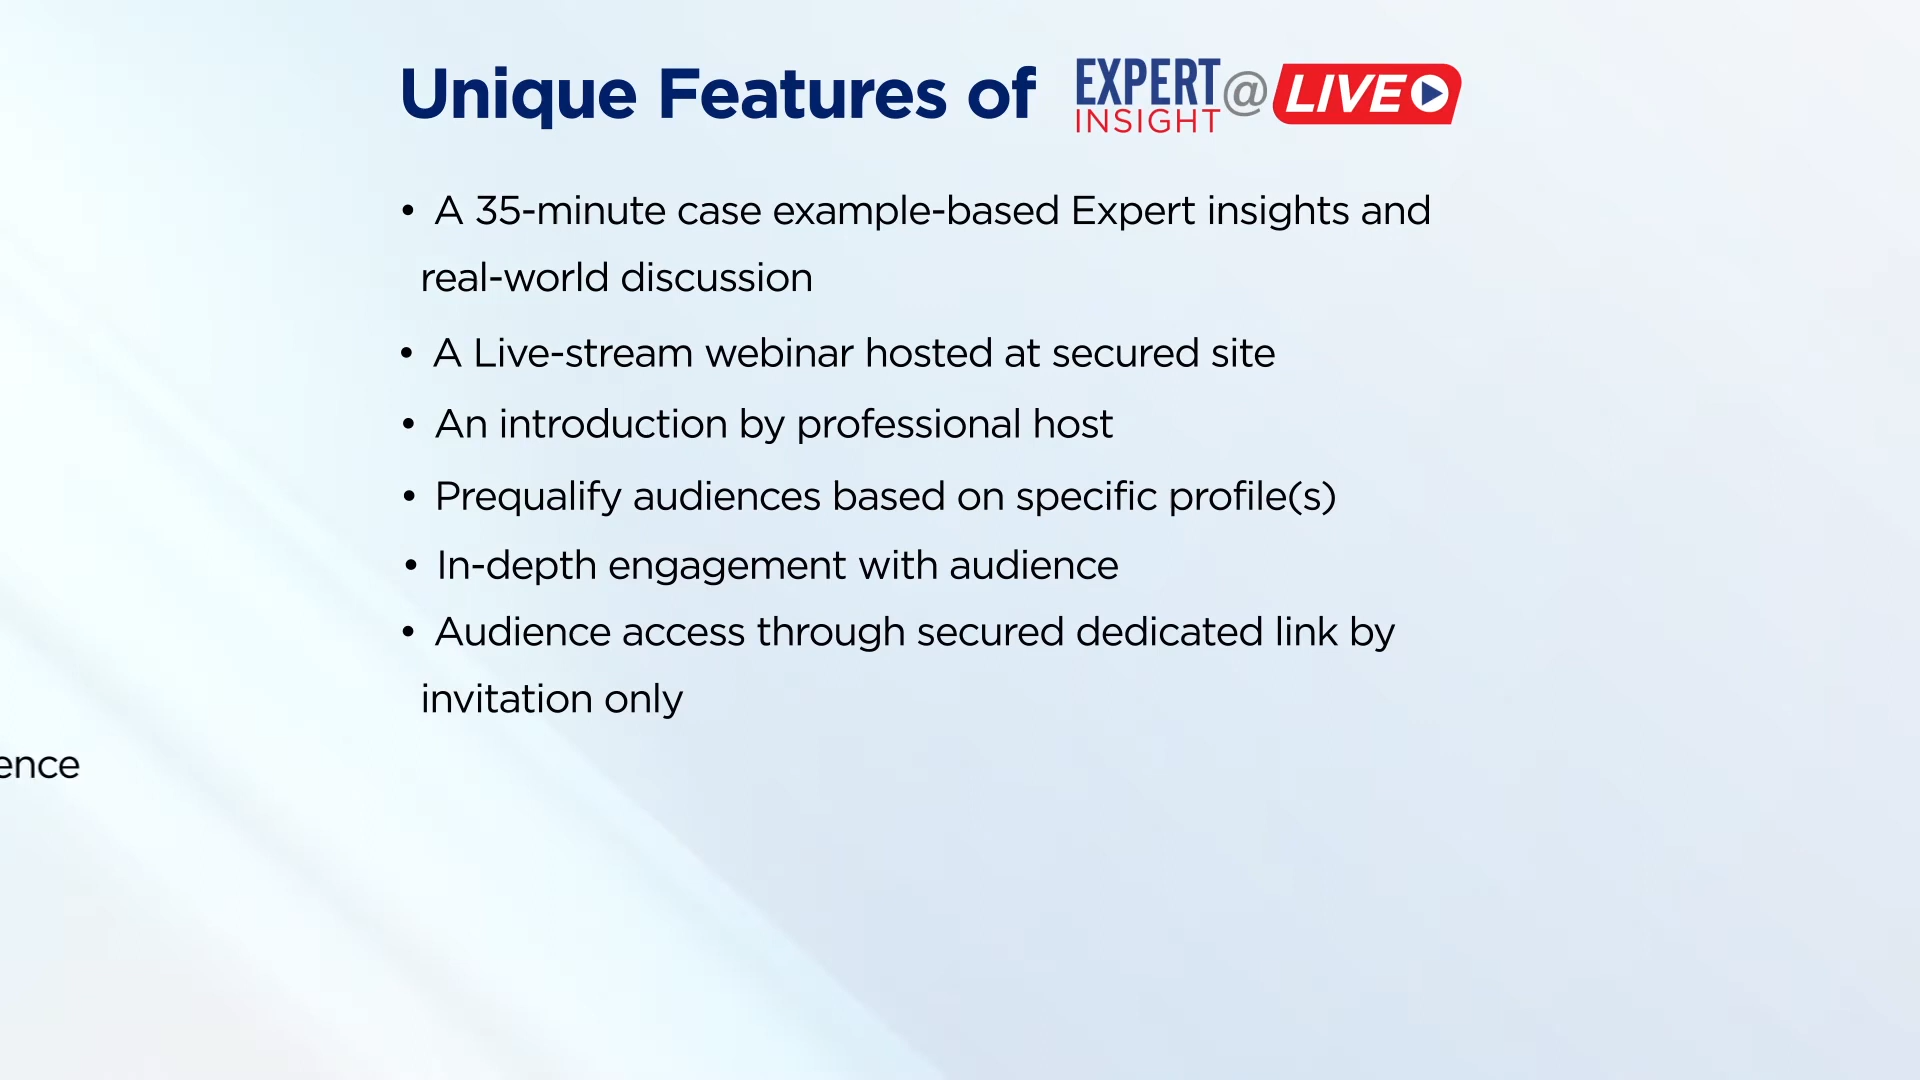 Unique Features of EXPERT INSIGHT @ LIVE
• A 35-minute case example-based Expert insights and
real-world discussion
• A Live-stream webinar hosted at secured site
• An introduction by professional host
• Prequalify audiences based on specific profile(s)
• In-depth engagement with audience
• Audience access through secured dedicated link by
invitation only
ence